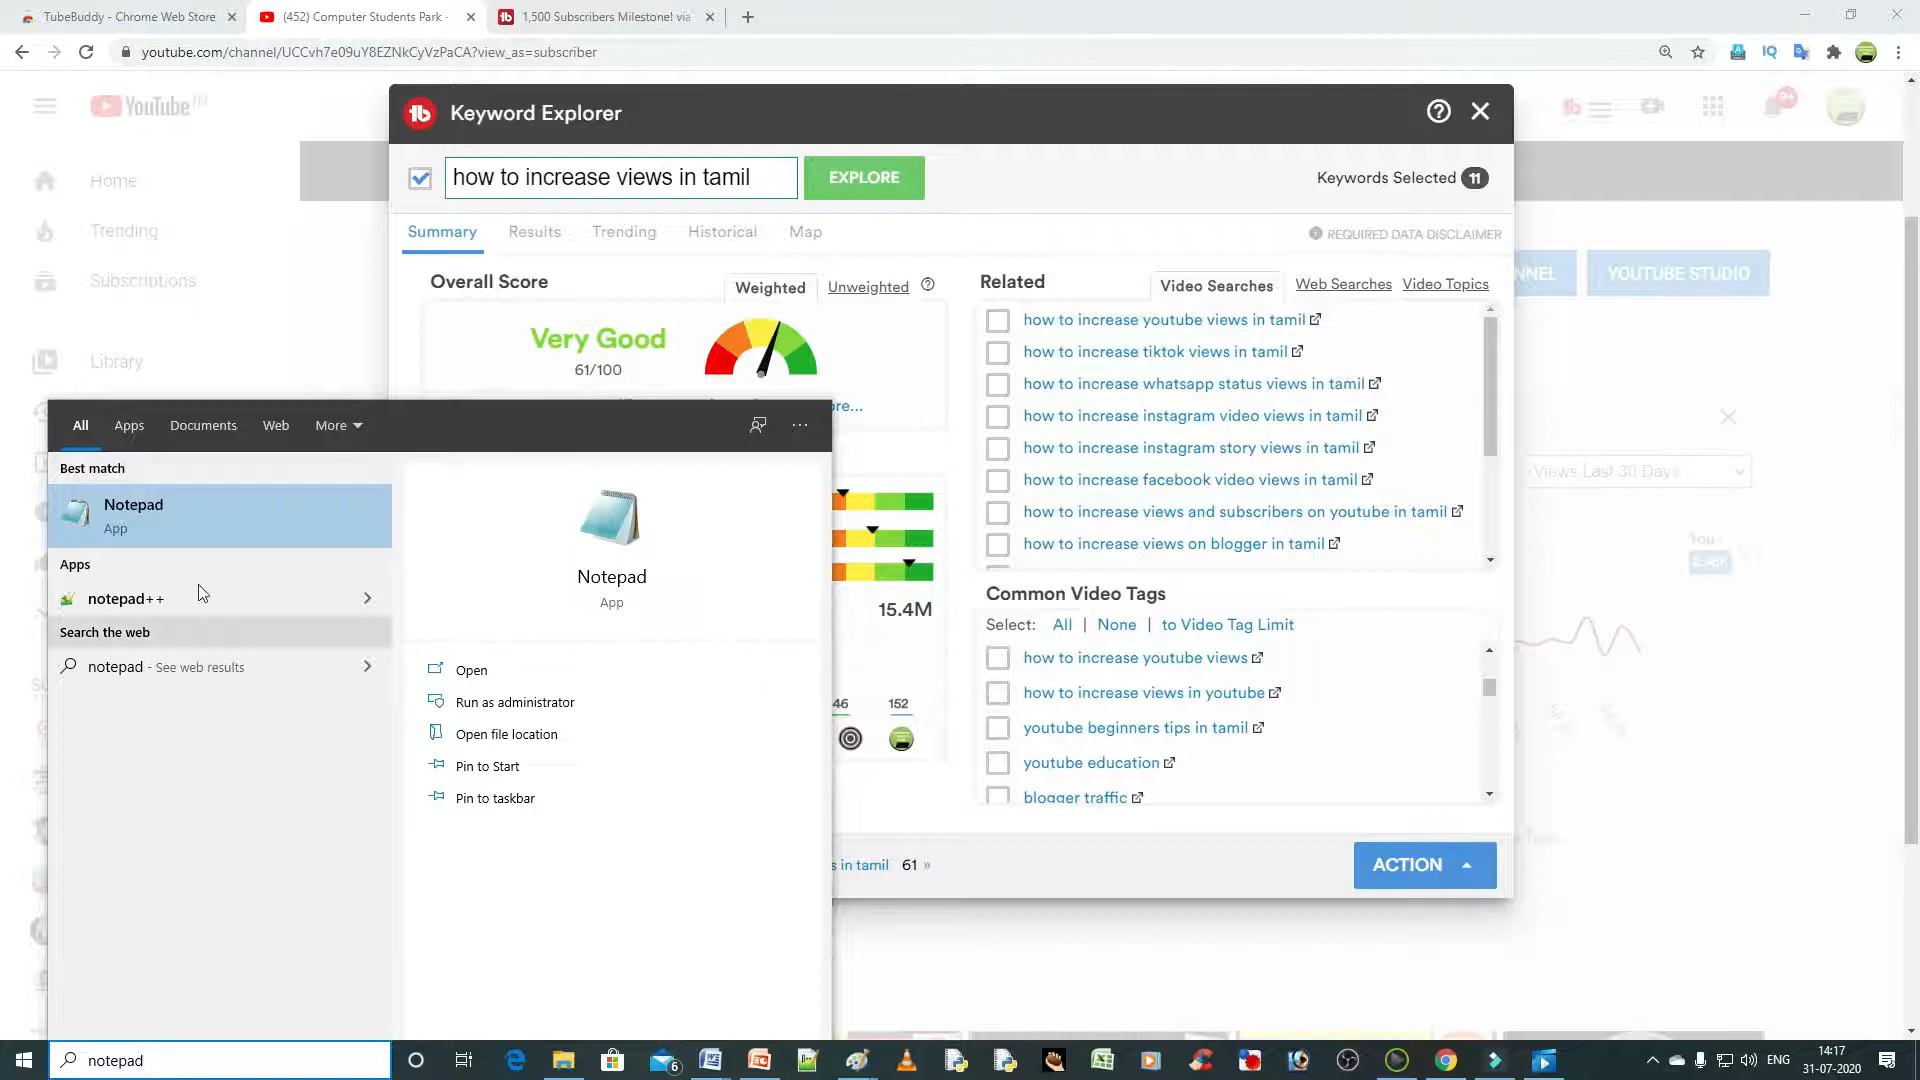 TubeBuddy - Chrome Web Store
(452) Computer Students Park -
1,500 Subscribers Milestone! via
youtube.com/channel/UCCvh7e09uY8EZNkCyVzPaCA?view_as=subscriber
YouTube IN
Home
Trending
Subscriptions
Library
Keyword Explorer
how to increase views in tamil
EXPLORE
Keywords Selected 11
Summary
Results
Trending
Historical
Map
REQUIRED DATA DISCLAIMER
Overall Score
Weighted
Unweighted
Very Good
61/100
ore...
15.4M
46
152
s in tamil 61 »
Related
Video Searches
Web Searches
Video Topics
how to increase youtube views in tamil
how to increase tiktok views in tamil
how to increase whatsapp status views in tamil
how to increase instagram video views in tamil
how to increase instagram story views in tamil
how to increase facebook video views in tamil
how to increase views and subscribers on youtube in tamil
how to increase views on blogger in tamil
Common Video Tags
Select: All | None | to Video Tag Limit
how to increase youtube views
how to increase views in youtube
youtube beginners tips in tamil
youtube education
blogger traffic
ACTION
NNEL
YOUTUBE STUDIO
Views Last 30 Days
You
All
Apps
Documents
Web
More
Best match
Notepad
App
Apps
notepad++
Search the web
notepad - See web results
Notepad
App
Open
Run as administrator
Open file location
Pin to Start
Pin to taskbar
notepad
6
ENG
14:17
31-07-2020